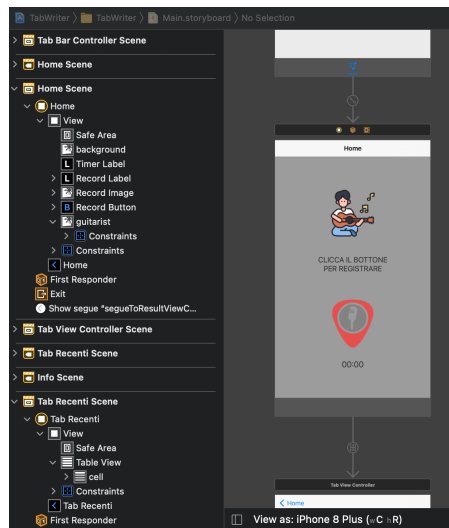 TabWriter 〉 TabWriter 〉 Main.storyboard 〉 No Selection
Tab Bar Controller Scene
Home Scene
Home Scene
Home
View
Safe Area
background
L Timer Label
L Record Label
Record Image
B Record Button
guitarist
Constraints
Constraints
Home
First Responder
Exit
Show segue "segueToResultViewC...
Tab View Controller Scene
Tab Recenti Scene
Info Scene
Tab Recenti Scene
Tab Recenti
View
Safe Area
Table View
cell
Constraints
Tab Recenti
First Responder
Home
CLICCA IL BOTTONE
PER REGISTRARE
00:00
Tab View Controller
Home
View as: iPhone 8 Plus (wC hR)